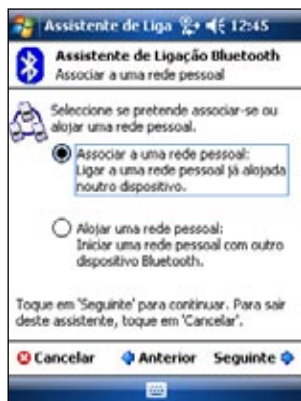 Assistente de Liga 12:45
Assistente de Ligação Bluetooth
Associar a uma rede pessoal
Seleccione se pretende associar-se ou
alojar uma rede pessoal.
Associar a uma rede pessoal:
Ligar a uma rede pessoal já alojada
noutro dispositivo.
Alojar uma rede pessoal:
Iniciar uma rede pessoal com outro
dispositivo Bluetooth.
Toque em 'Seguinte' para continuar. Para sair
deste assistente, toque em 'Cancelar'.
Cancelar Anterior Seguinte